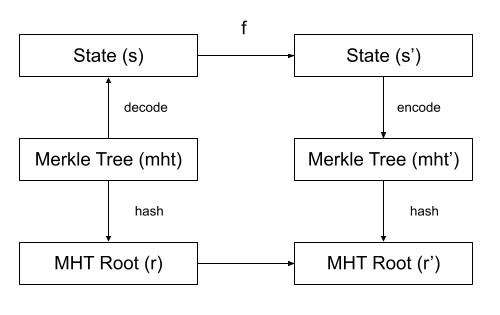 f
State (s)
State (s’)
decode
encode
Merkle Tree (mht)
Merkle Tree (mht’)
hash
hash
MHT Root (r)
MHT Root (r’)